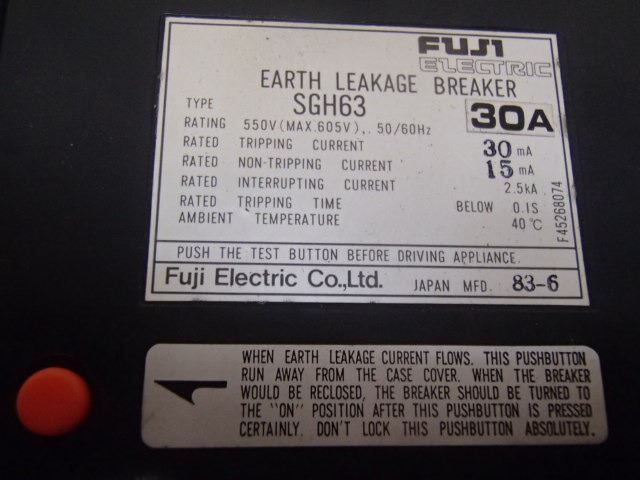 FUJI
ELECTRIC
EARTH LEAKAGE BREAKER
TYPE SGH63
30A
RATING 550V(MAX.605V), 50/60Hz
RATED TRIPPING CURRENT 30 mA
RATED NON-TRIPPING CURRENT 15 mA
RATED INTERRUPTING CURRENT 2.5kA
RATED TRIPPING TIME BELOW 0.1S
AMBIENT TEMPERATURE 40℃
F45268074
PUSH THE TEST BUTTON BEFORE DRIVING APPLIANCE.
Fuji Electric Co.,Ltd. JAPAN MFD. 83-6
WHEN EARTH LEAKAGE CURRENT FLOWS. THIS PUSHBUTTON
RUN AWAY FROM THE CASE COVER. WHEN THE BREAKER
WOULD BE RECLOSED, THE BREAKER SHOULD BE TURNED TO
THE "ON" POSITION AFTER THIS PUSHBUTTON IS PRESSED
CERTAINLY. DON'T LOCK THIS PUSHBUTTON ABSOLUTELY.